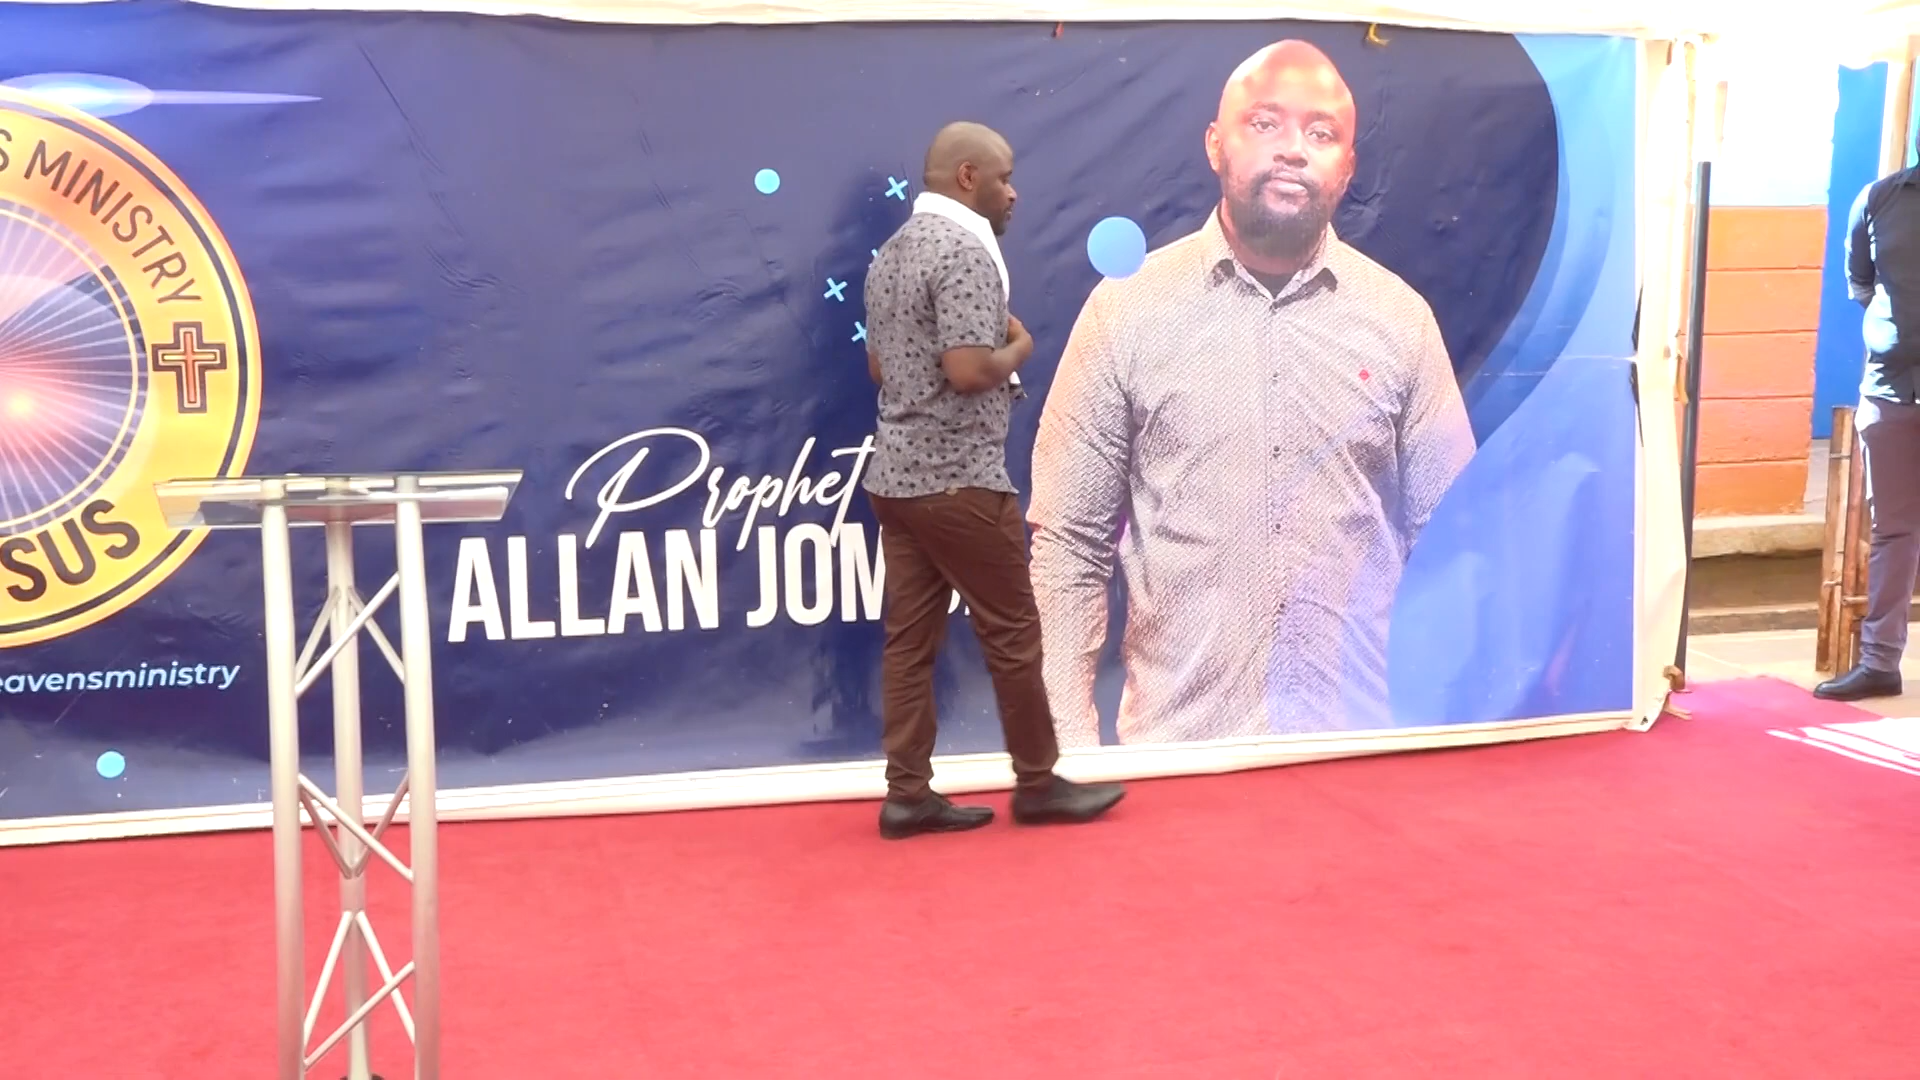 S MINISTRY
SUS
eavensministry
Prophet
ALLAN JOM